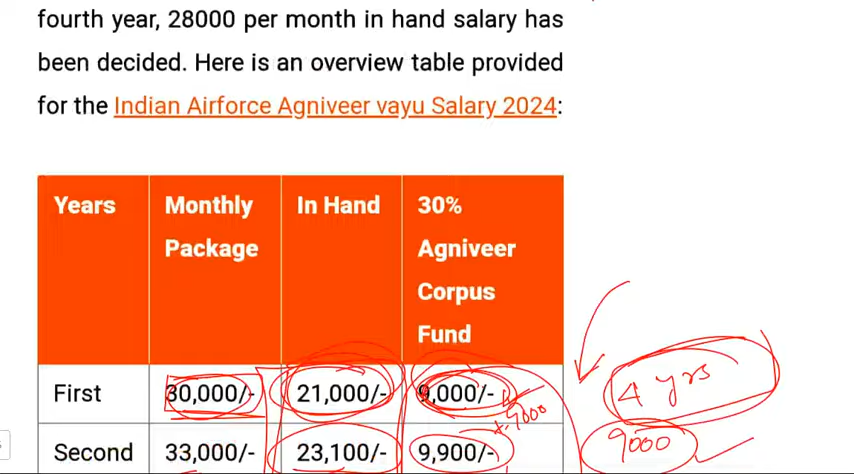 fourth year, 28000 per month in hand salary has
been decided. Here is an overview table provided
for the Indian Airforce Agniveer vayu Salary 2024:
Years Monthly Package In Hand 30% Agniveer Corpus Fund
First 30,000/- 21,000/- 9,000/-
+9000
4 yrs
Second 33,000/- 23,100/- 9,900/-
9000